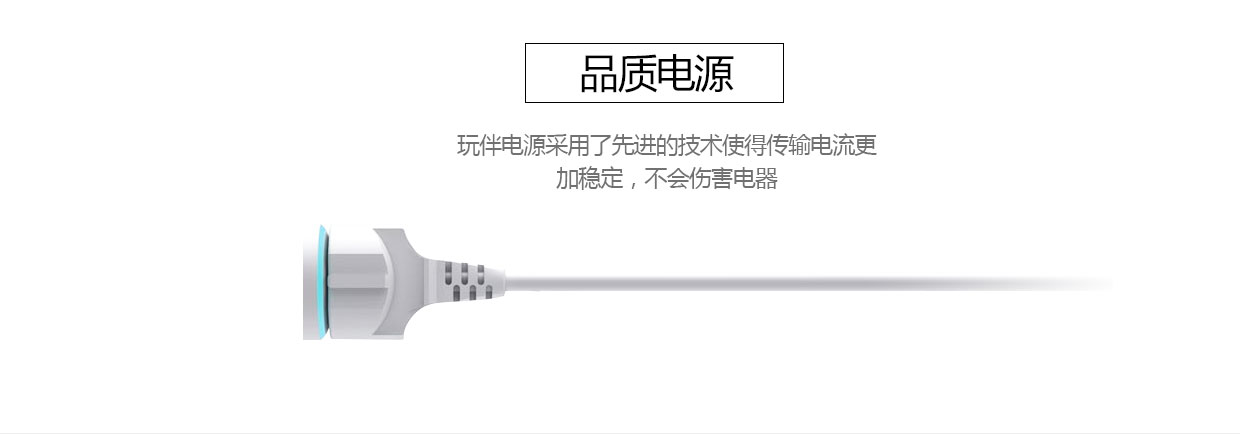 品质电源
玩伴电源采用了先进的技术使得传输电流更
加稳定，不会伤害电器